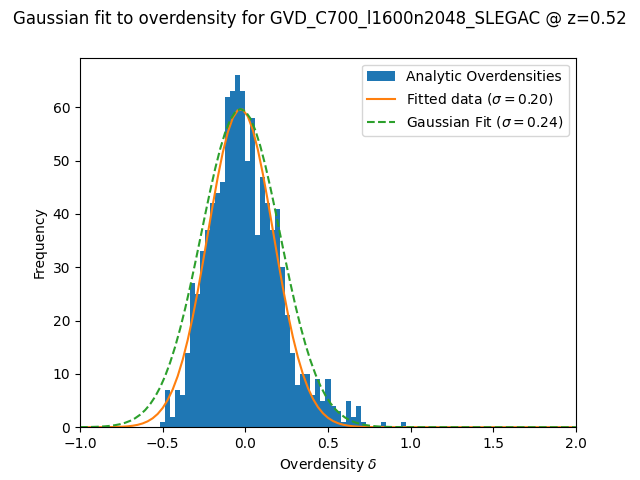 Gaussian fit to overdensity for GVD_C700_l1600n2048_SLEGAC @ z=0.52
Analytic Overdensities
Fitted data (σ = 0.20)
Gaussian Fit (σ = 0.24)
Frequency
60
50
40
30
20
10
0
−1.0 −0.5 0.0 0.5 1.0 1.5 2.0
Overdensity δ